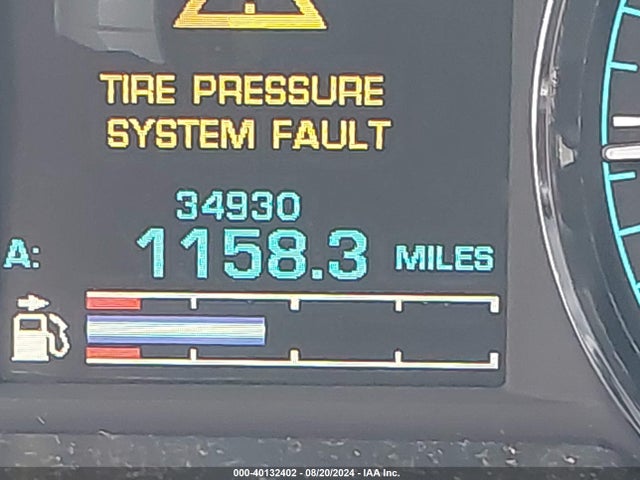 TIRE PRESSURE
SYSTEM FAULT
34930
A: 1158.3 MILES
000-40132402 - 08/20/2024 - IAA Inc.